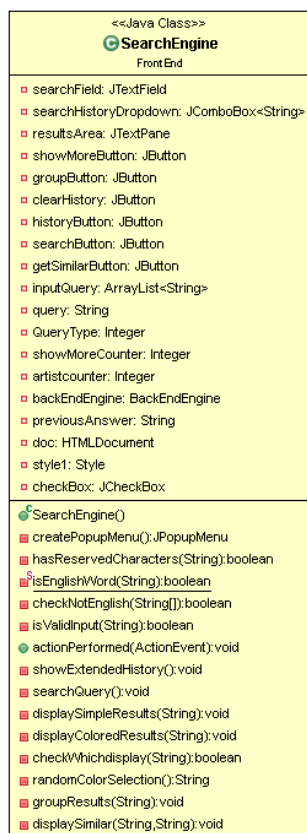 <<Java Class>>
SearchEngine
FrontEnd
searchField: JTextField
searchHistoryDropdown: JComboBox<String>
resultsArea: JTextPane
showMoreButton: JButton
groupButton: JButton
clearHistory: JButton
historyButton: JButton
searchButton: JButton
getSimilarButton: JButton
inputQuery: ArrayList<String>
query: String
QueryType: Integer
showMoreCounter: Integer
artistcounter: Integer
backEndEngine: BackEndEngine
previousAnswer: String
doc: HTMLDocument
style1: Style
checkBox: JCheckBox
SearchEngine()
createPopupMenu():JPopupMenu
hasReservedCharacters(String):boolean
isEnglishWord(String):boolean
checkNotEnglish(String[]):boolean
isValidInput(String):boolean
actionPerformed(ActionEvent):void
showExtendedHistory():void
searchQuery():void
displaySimpleResults(String):void
displayColoredResults(String):void
checkWhichdisplay(String):boolean
randomColorSelection():String
groupResults(String):void
displaySimilar(String,String):void